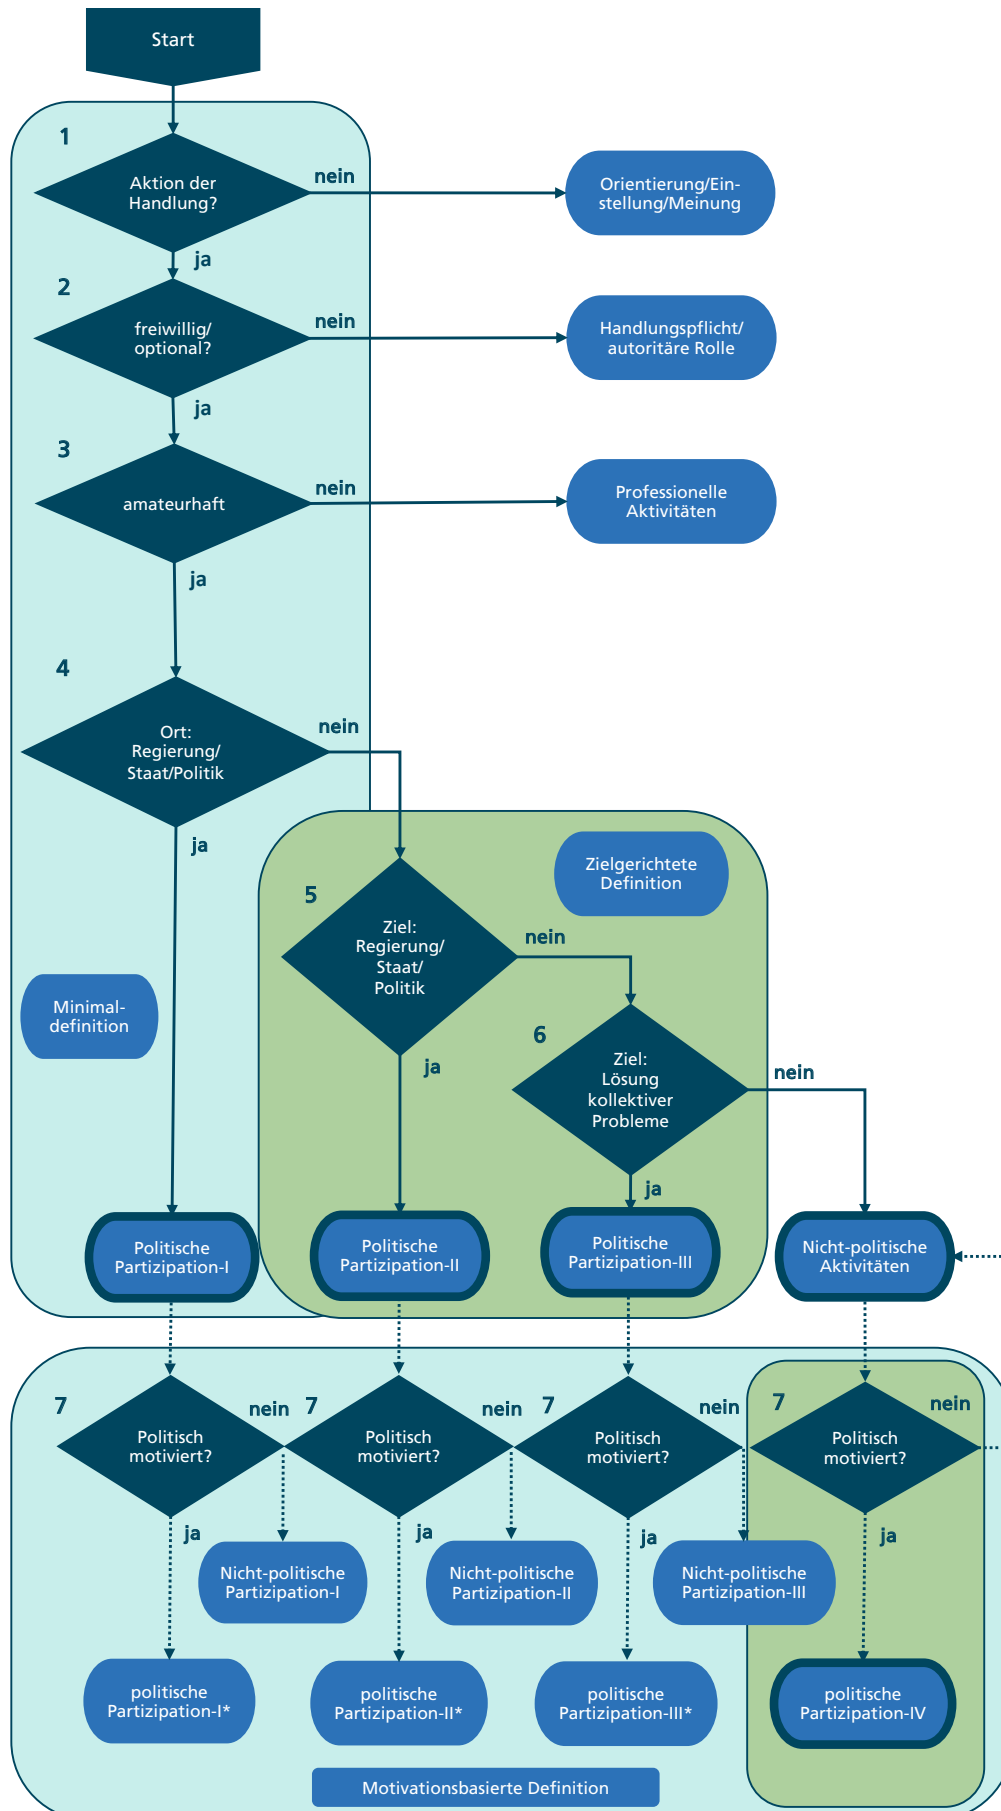 Start
1
Aktion der
Handlung?
nein
Orientierung/Ein-
stellung/Meinung
ja
2
freiwillig/
optional?
nein
Handlungspflicht/
autoritäre Rolle
ja
3
amateurhaft
nein
Professionelle
Aktivitäten
ja
4
Ort:
Regierung/
Staat/Politik
nein
ja
Zielgerichtete
Definition
5
Ziel:
Regierung/
Staat/
Politik
nein
ja
Minimal-
definition
6
Ziel:
Lösung
kollektiver
Probleme
nein
ja
Politische
Partizipation-I
Politische
Partizipation-II
Politische
Partizipation-III
Nicht-politische
Aktivitäten
7
Politisch
motiviert?
nein
ja
7
Politisch
motiviert?
nein
ja
7
Politisch
motiviert?
nein
ja
7
Politisch
motiviert?
nein
ja
Nicht-politische
Partizipation-I
Nicht-politische
Partizipation-II
Nicht-politische
Partizipation-III
politische
Partizipation-I*
politische
Partizipation-II*
politische
Partizipation-III*
politische
Partizipation-IV
Motivationsbasierte Definition